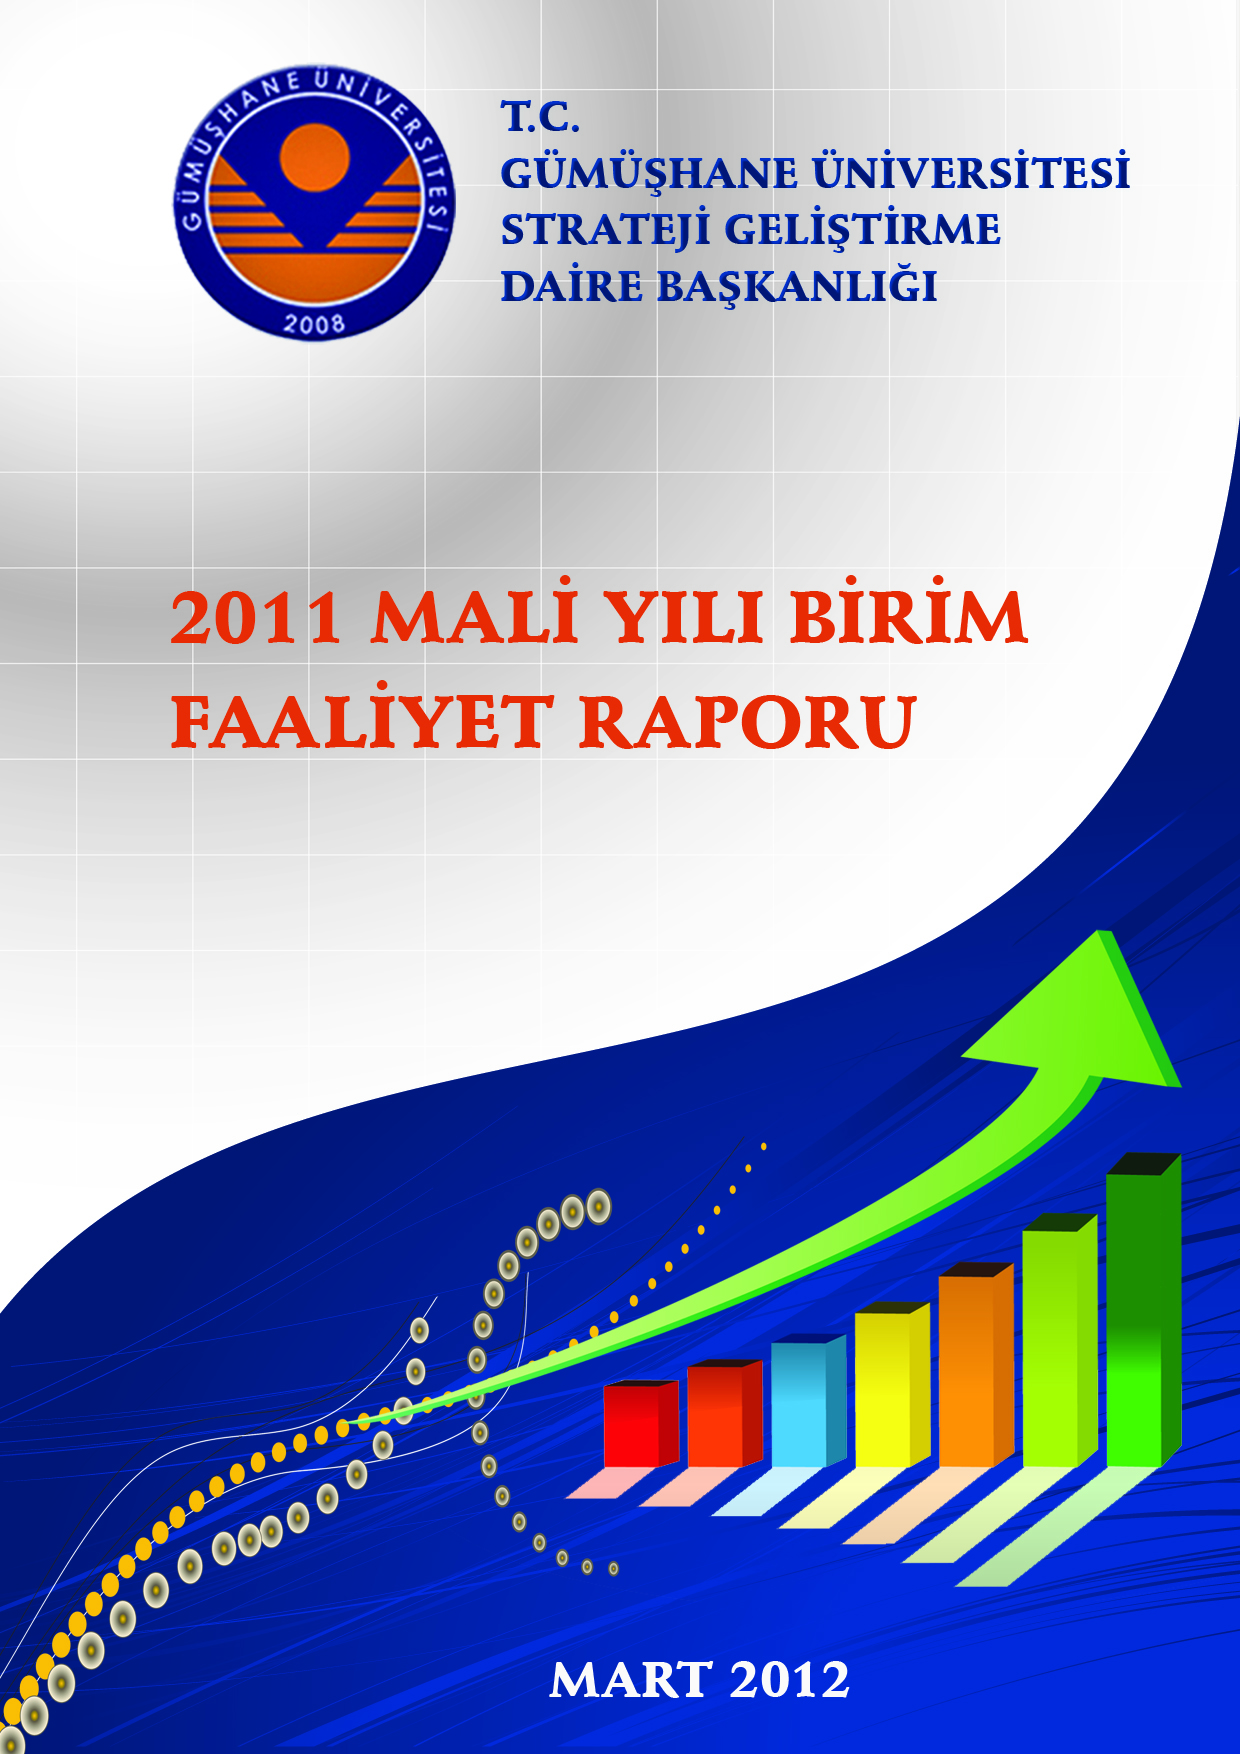 GÜMÜŞHANE ÜNİVERSİTESİ
2008
T.C.
GÜMÜŞHANE ÜNİVERSİTESİ
STRATEJİ GELİŞTİRME
DAİRE BAŞKANLIĞI
2011 MALİ YILI BİRİM
FAALİYET RAPORU
MART 2012